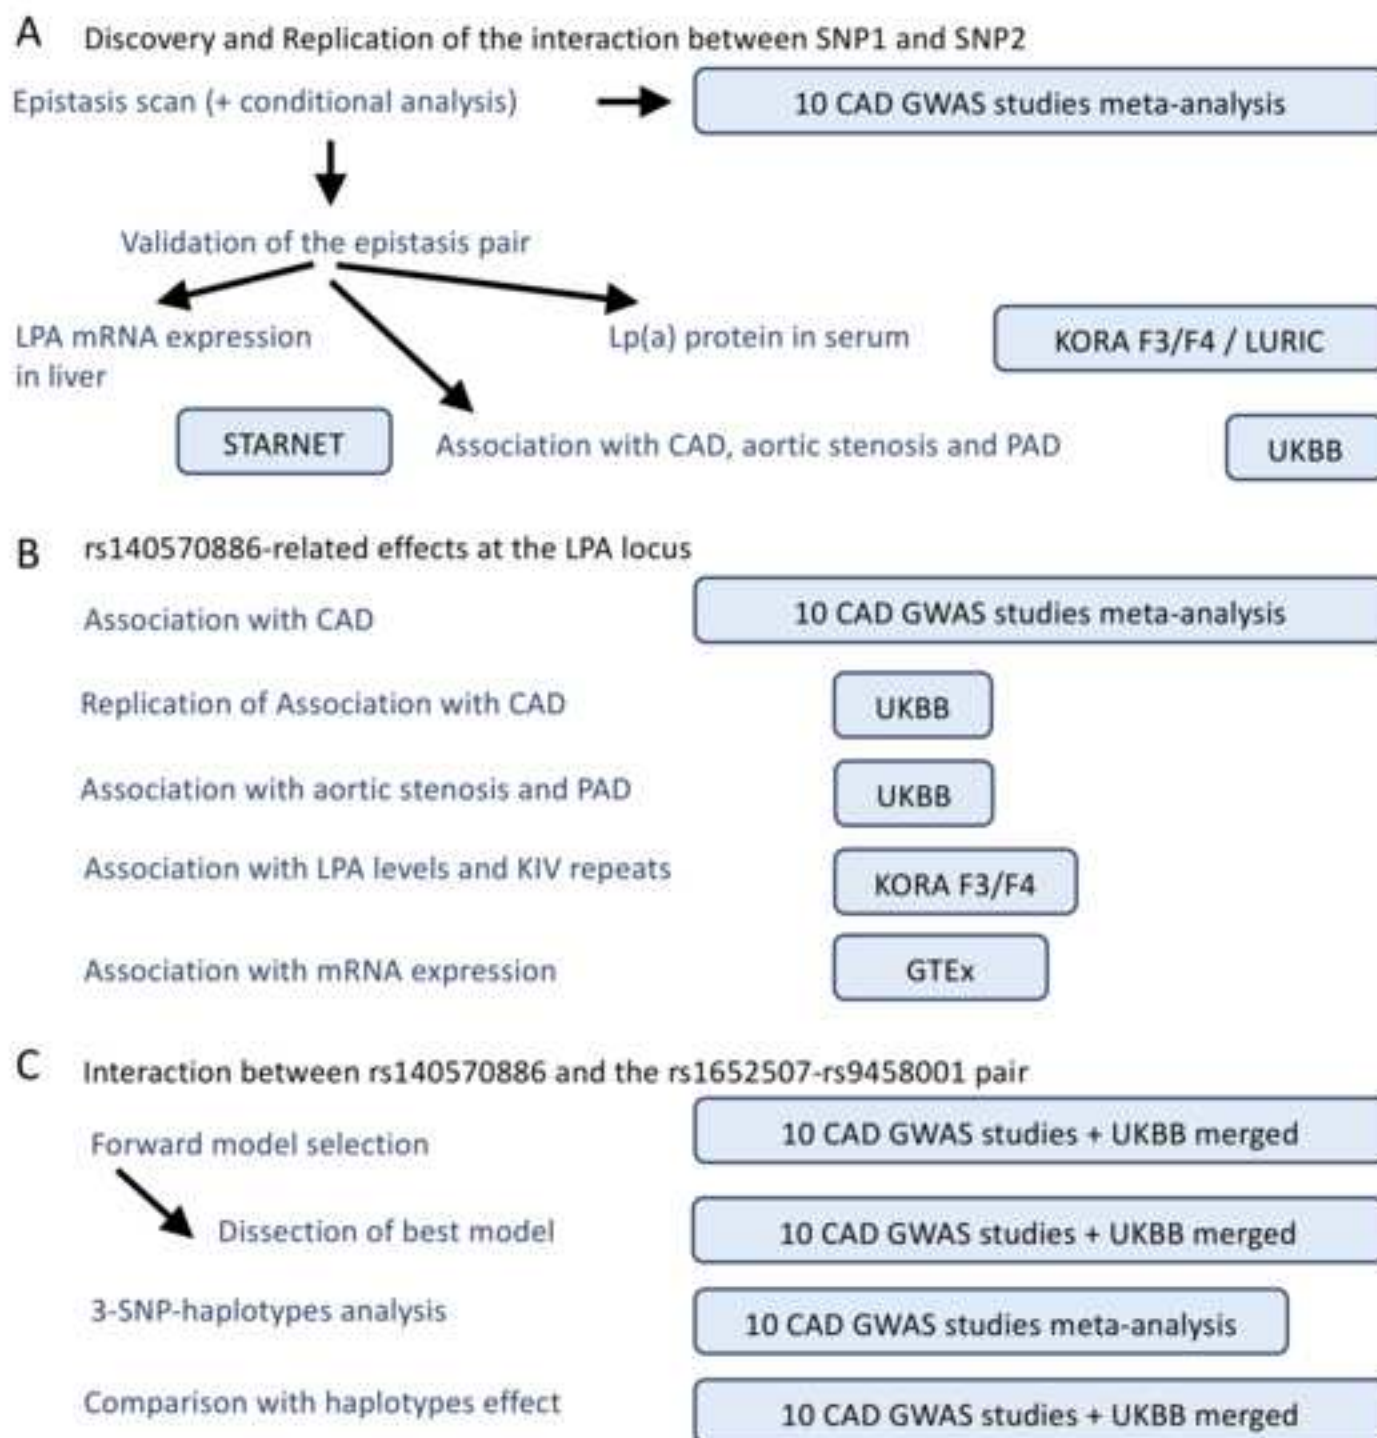 A Discovery and Replication of the interaction between SNP1 and SNP2
Epistasis scan (+ conditional analysis)
10 CAD GWAS studies meta-analysis
Validation of the epistasis pair
LPA mRNA expression
in liver
Lp(a) protein in serum
KORA F3/F4 / LURIC
STARNET
Association with CAD, aortic stenosis and PAD
UKBB
B rs140570886-related effects at the LPA locus
Association with CAD
10 CAD GWAS studies meta-analysis
Replication of Association with CAD
UKBB
Association with aortic stenosis and PAD
UKBB
Association with LPA levels and KIV repeats
KORA F3/F4
Association with mRNA expression
GTEx
C Interaction between rs140570886 and the rs1652507-rs9458001 pair
Forward model selection
10 CAD GWAS studies + UKBB merged
Dissection of best model
10 CAD GWAS studies + UKBB merged
3-SNP-haplotypes analysis
10 CAD GWAS studies meta-analysis
Comparison with haplotypes effect
10 CAD GWAS studies + UKBB merged